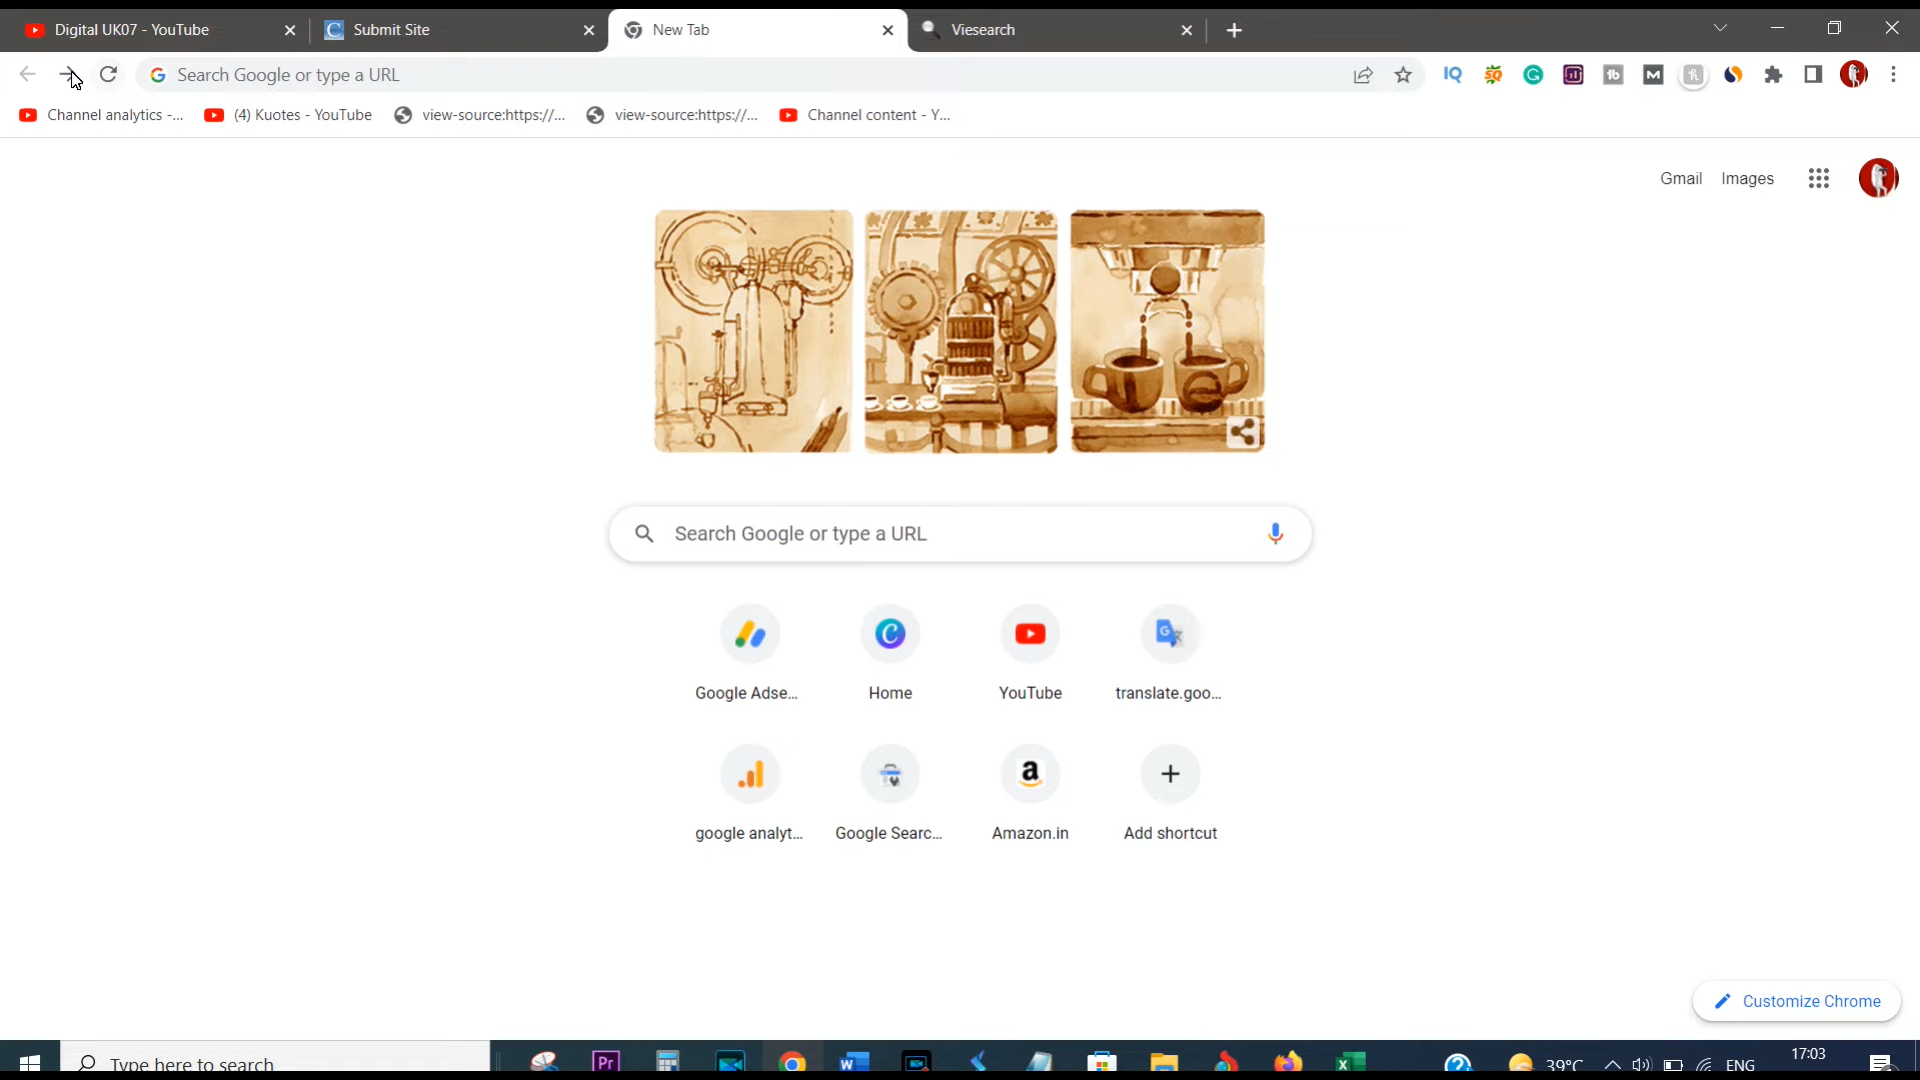 Digital UK07 - YouTube
Submit Site
New Tab
Viesearch
Search Google or type a URL
Channel analytics -...
(4) Kuotes - YouTube
view-source:https://...
view-source:https://...
Channel content - Y...
Gmail
Images
Search Google or type a URL
Google Adse...
Home
YouTube
translate.goo...
google analyt...
Google Searc...
Amazon.in
Add shortcut
Customize Chrome
Type here to search
39°C
ENG
17:03